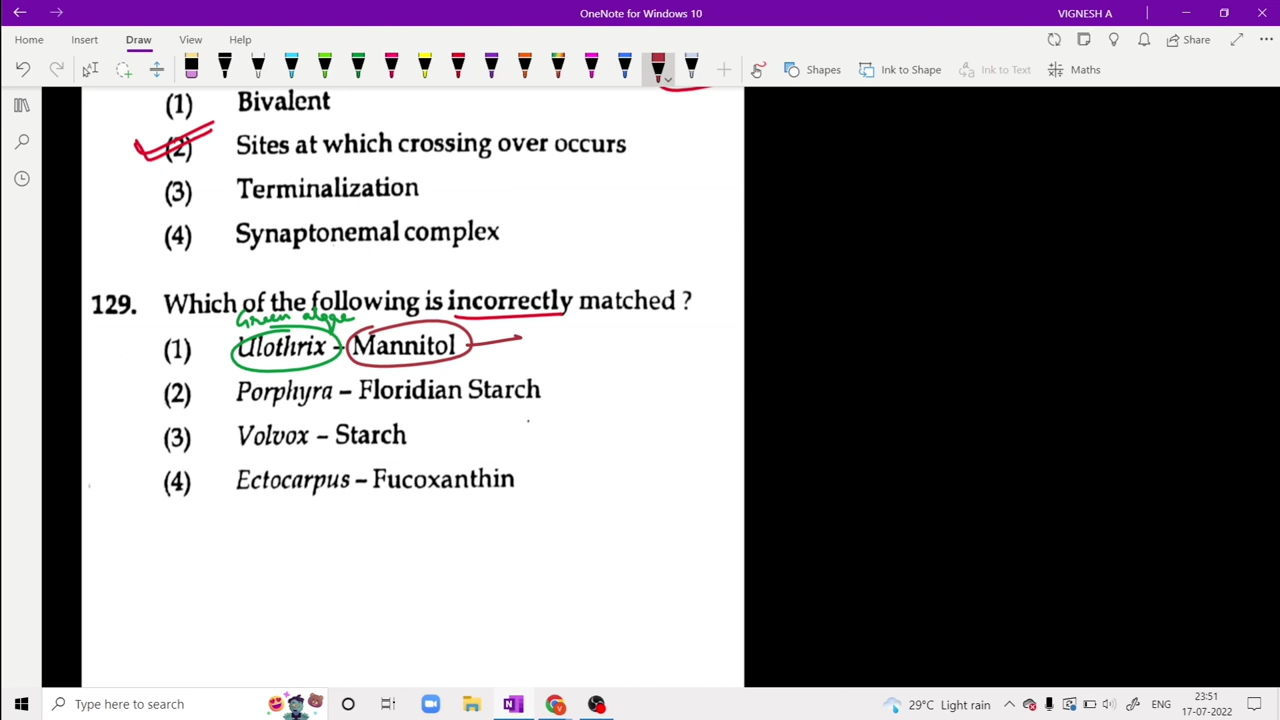 OneNote for Windows 10
VIGNESH A
Home Insert Draw View Help
Share
Shapes Ink to Shape Ink to Text Maths
(1) Bivalent
(2) Sites at which crossing over occurs
(3) Terminalization
(4) Synaptonemal complex
129. Which of the following is incorrectly matched ?
Green algae
(1) Ulothrix - Mannitol
(2) Porphyra – Floridian Starch
(3) Volvox – Starch
(4) Ectocarpus – Fucoxanthin
Type here to search
29°C Light rain
ENG
23:51
17-07-2022